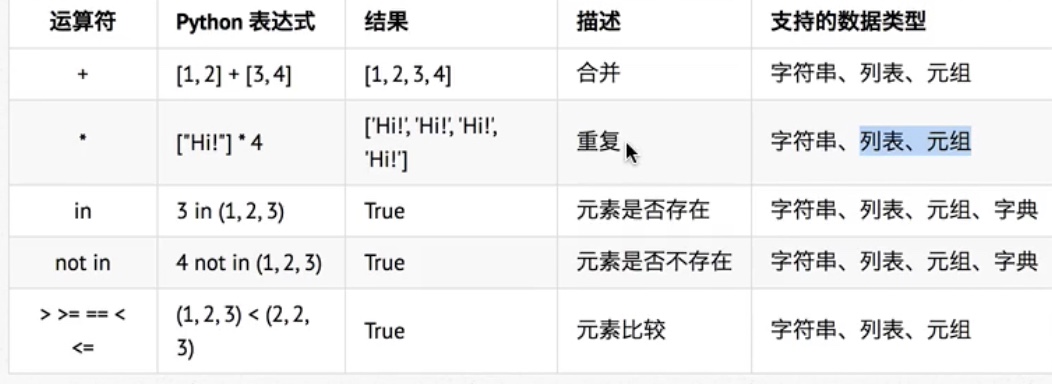 运算符 Python 表达式 结果 描述 支持的数据类型
+ [1, 2] + [3, 4] [1, 2, 3, 4] 合并 字符串、列表、元组
* ["Hi!"] * 4 ['Hi!', 'Hi!', 'Hi!', 重复 字符串、列表、元组
'Hi!']
in 3 in (1, 2, 3) True 元素是否存在 字符串、列表、元组、字典
not in 4 not in (1, 2, 3) True 元素是否不存在 字符串、列表、元组、字典
> >= == < (1, 2, 3) < (2, 2, True 元素比较 字符串、列表、元组
<= 3)